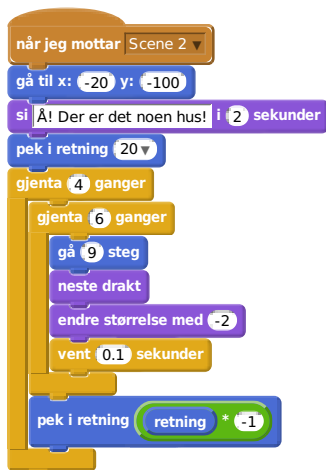 når jeg mottar Scene 2
gå til x: -20 y: -100
si Å! Der er det noen hus! i 2 sekunder
pek i retning 20
gjenta 4 ganger
gjenta 6 ganger
gå 9 steg
neste drakt
endre størrelse med -2
vent 0.1 sekunder
pek i retning retning * -1